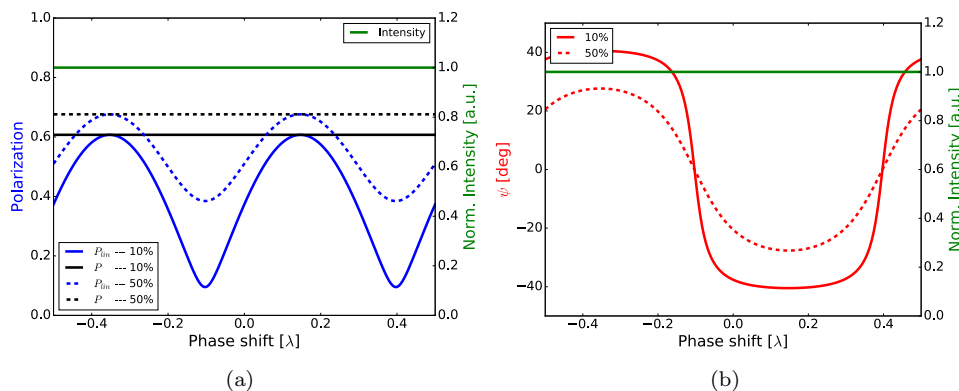 Intensity
1.0
0.8
0.6
0.4
0.2
0.0
Polarization
P_lin --- 10%
P --- 10%
P_lin --- 50%
P --- 50%
1.2
1.0
0.8
0.6
0.4
0.2
0.0
Norm. Intensity [a.u.]
−0.4 −0.2 0.0 0.2 0.4
Phase shift [λ]
(a)
10%
50%
40
20
0
−20
−40
ψ [deg]
1.2
1.0
0.8
0.6
0.4
0.2
0.0
Norm. Intensity [a.u.]
−0.4 −0.2 0.0 0.2 0.4
Phase shift [λ]
(b)